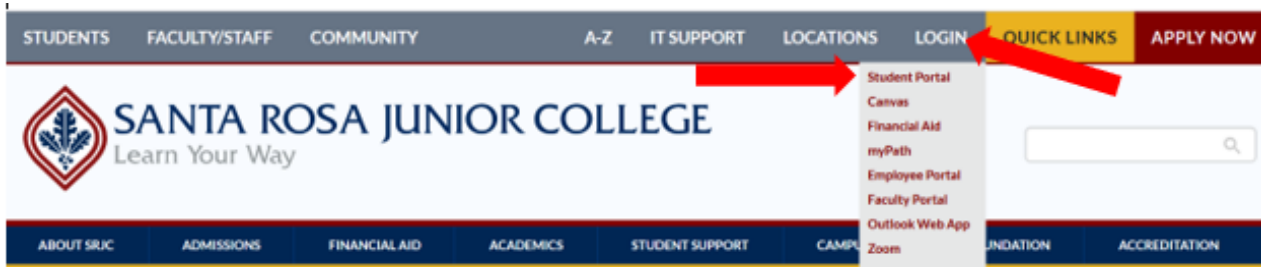 STUDENTS FACULTY/STAFF COMMUNITY A-Z IT SUPPORT LOCATIONS LOGIN QUICK LINKS APPLY NOW
Student Portal
Canvas
Financial Aid
myPath
Employee Portal
Faculty Portal
Outlook Web App
Zoom
SANTA ROSA JUNIOR COLLEGE
Learn Your Way
ABOUT SRJC ADMISSIONS FINANCIAL AID ACADEMICS STUDENT SUPPORT ACCREDITATION